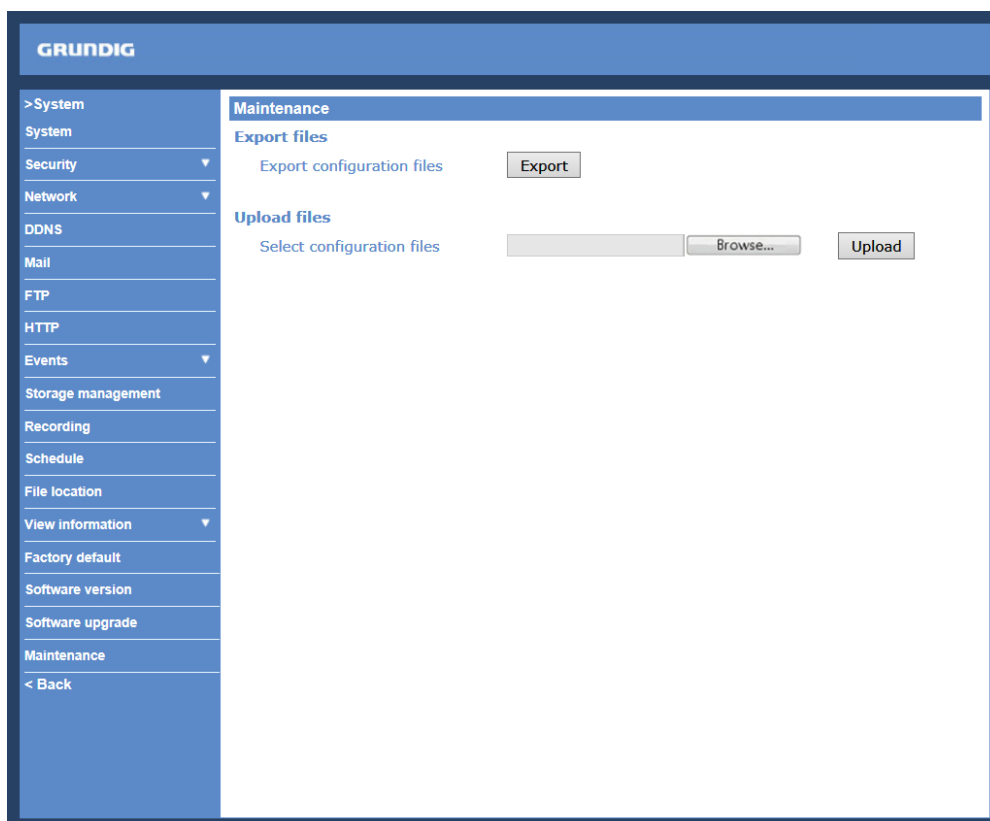 GRUNDIG
>System
System
Security
Network
DDNS
Mail
FTP
HTTP
Events
Storage management
Recording
Schedule
File location
View information
Factory default
Software version
Software upgrade
Maintenance
< Back
Maintenance
Export files
Export configuration files Export
Upload files
Select configuration files Browse... Upload